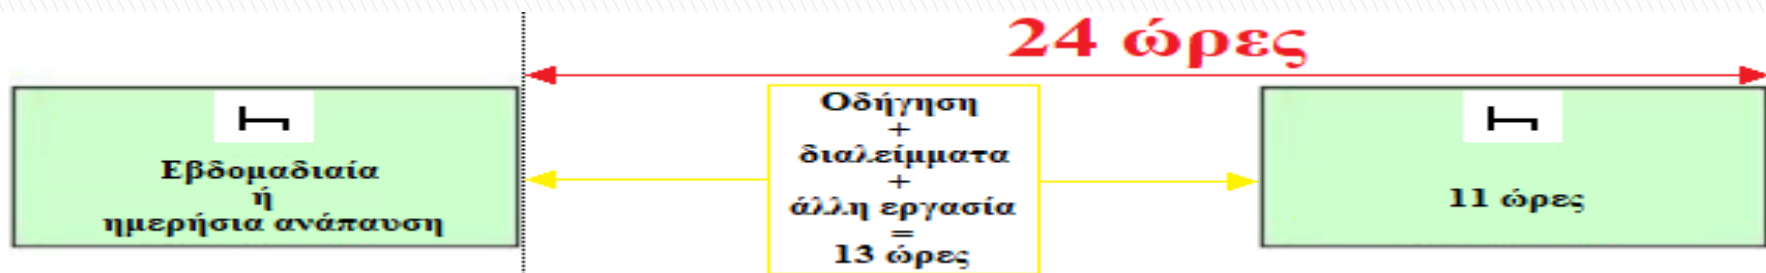 24 ώρες
Εβδομαδιαία
ή
ημερήσια ανάπαυση
Οδήγηση
+
διαλείμματα
+
άλλη εργασία
=
13 ώρες
11 ώρες